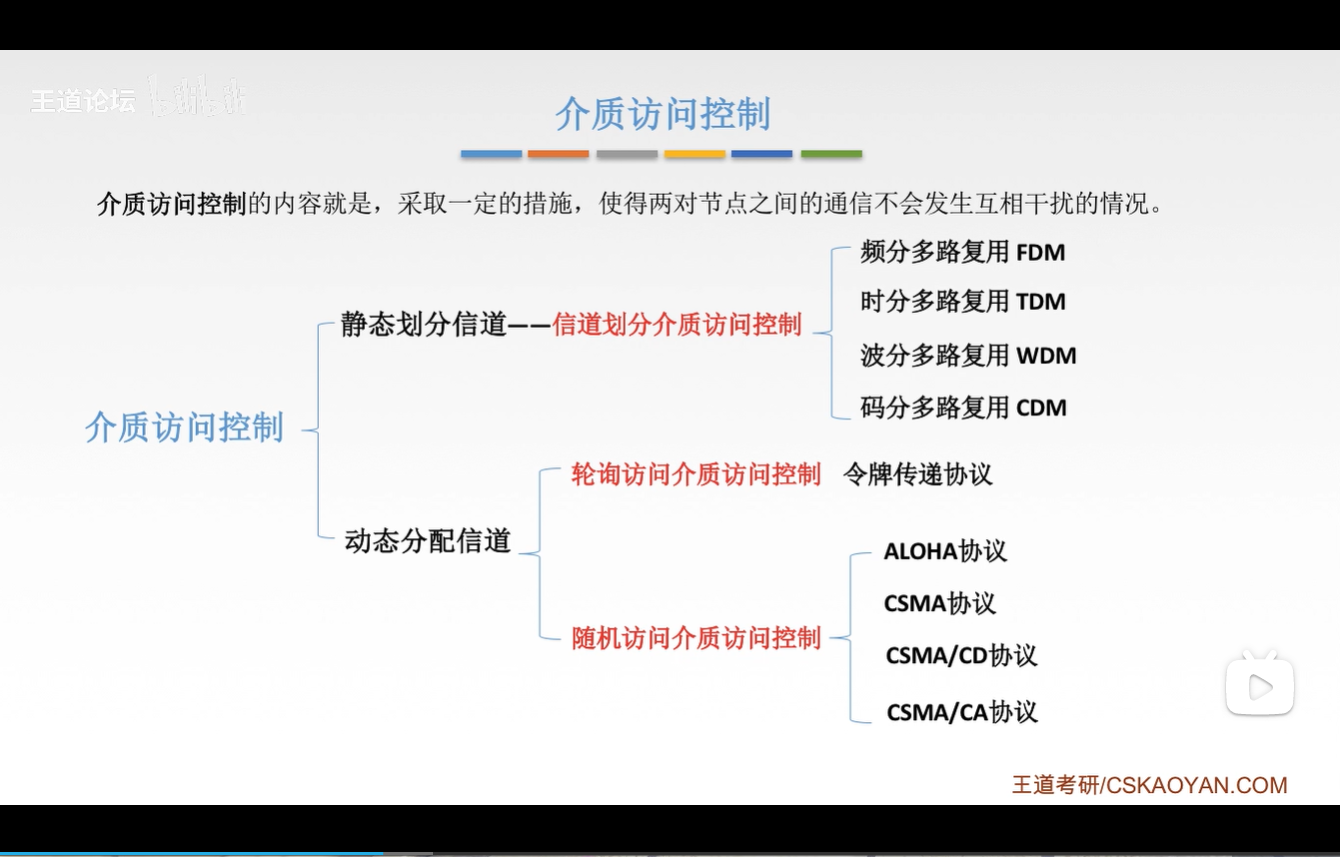 王道论坛 bilibili
介质访问控制
介质访问控制的内容就是，采取一定的措施，使得两对节点之间的通信不会发生互相干扰的情况。
介质访问控制
静态划分信道——信道划分介质访问控制
频分多路复用 FDM
时分多路复用 TDM
波分多路复用 WDM
码分多路复用 CDM
动态分配信道
轮询访问介质访问控制 令牌传递协议
随机访问介质访问控制
ALOHA协议
CSMA协议
CSMA/CD协议
CSMA/CA协议
王道考研/CSKAOYAN.COM